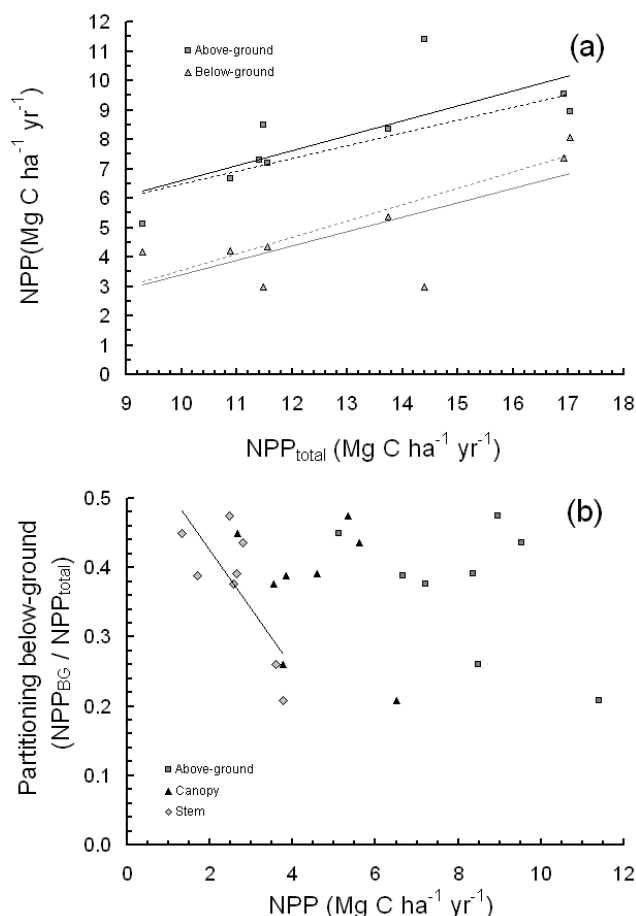 (a)
Above-ground
Below-ground
12
11
10
9
8
7
6
5
4
3
2
1
0
NPP(Mg C ha⁻¹ yr⁻¹)
9 10 11 12 13 14 15 16 17 18
NPPtotal (Mg C ha⁻¹ yr⁻¹)
(b)
0.5
0.4
0.3
0.2
0.1
0.0
Partitioning below-ground
(NPPBG / NPPtotal)
Above-ground
Canopy
Stem
0 2 4 6 8 10 12
NPP (Mg C ha⁻¹ yr⁻¹)